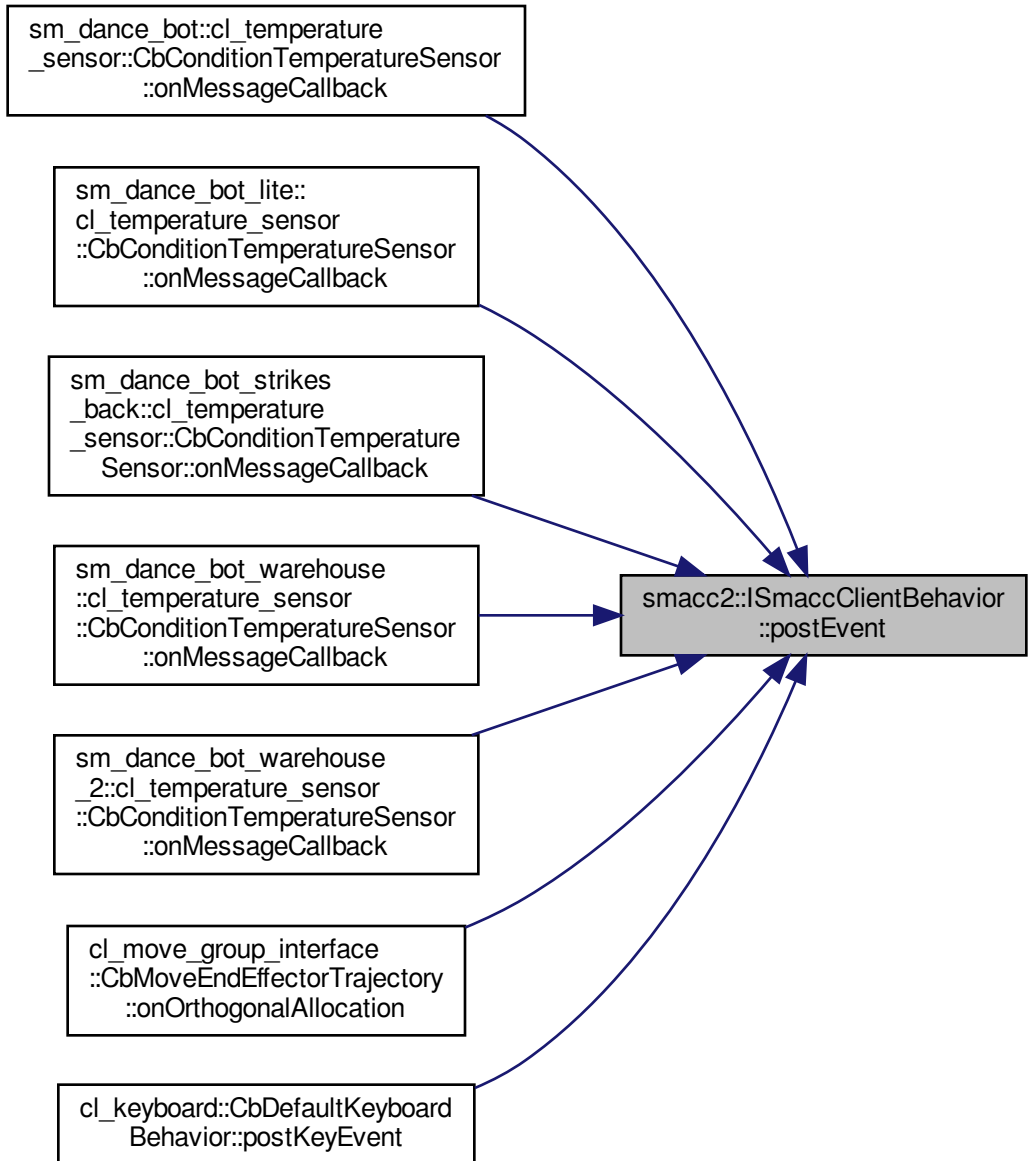 sm_dance_bot::cl_temperature
_sensor::CbConditionTemperatureSensor
::onMessageCallback
sm_dance_bot_lite::
cl_temperature_sensor
::CbConditionTemperatureSensor
::onMessageCallback
sm_dance_bot_strikes
_back::cl_temperature
_sensor::CbConditionTemperature
Sensor::onMessageCallback
sm_dance_bot_warehouse
::cl_temperature_sensor
::CbConditionTemperatureSensor
::onMessageCallback
smacc2::ISmaccClientBehavior
::postEvent
sm_dance_bot_warehouse
_2::cl_temperature_sensor
::CbConditionTemperatureSensor
::onMessageCallback
cl_move_group_interface
::CbMoveEndEffectorTrajectory
::onOrthogonalAllocation
cl_keyboard::CbDefaultKeyboard
Behavior::postKeyEvent